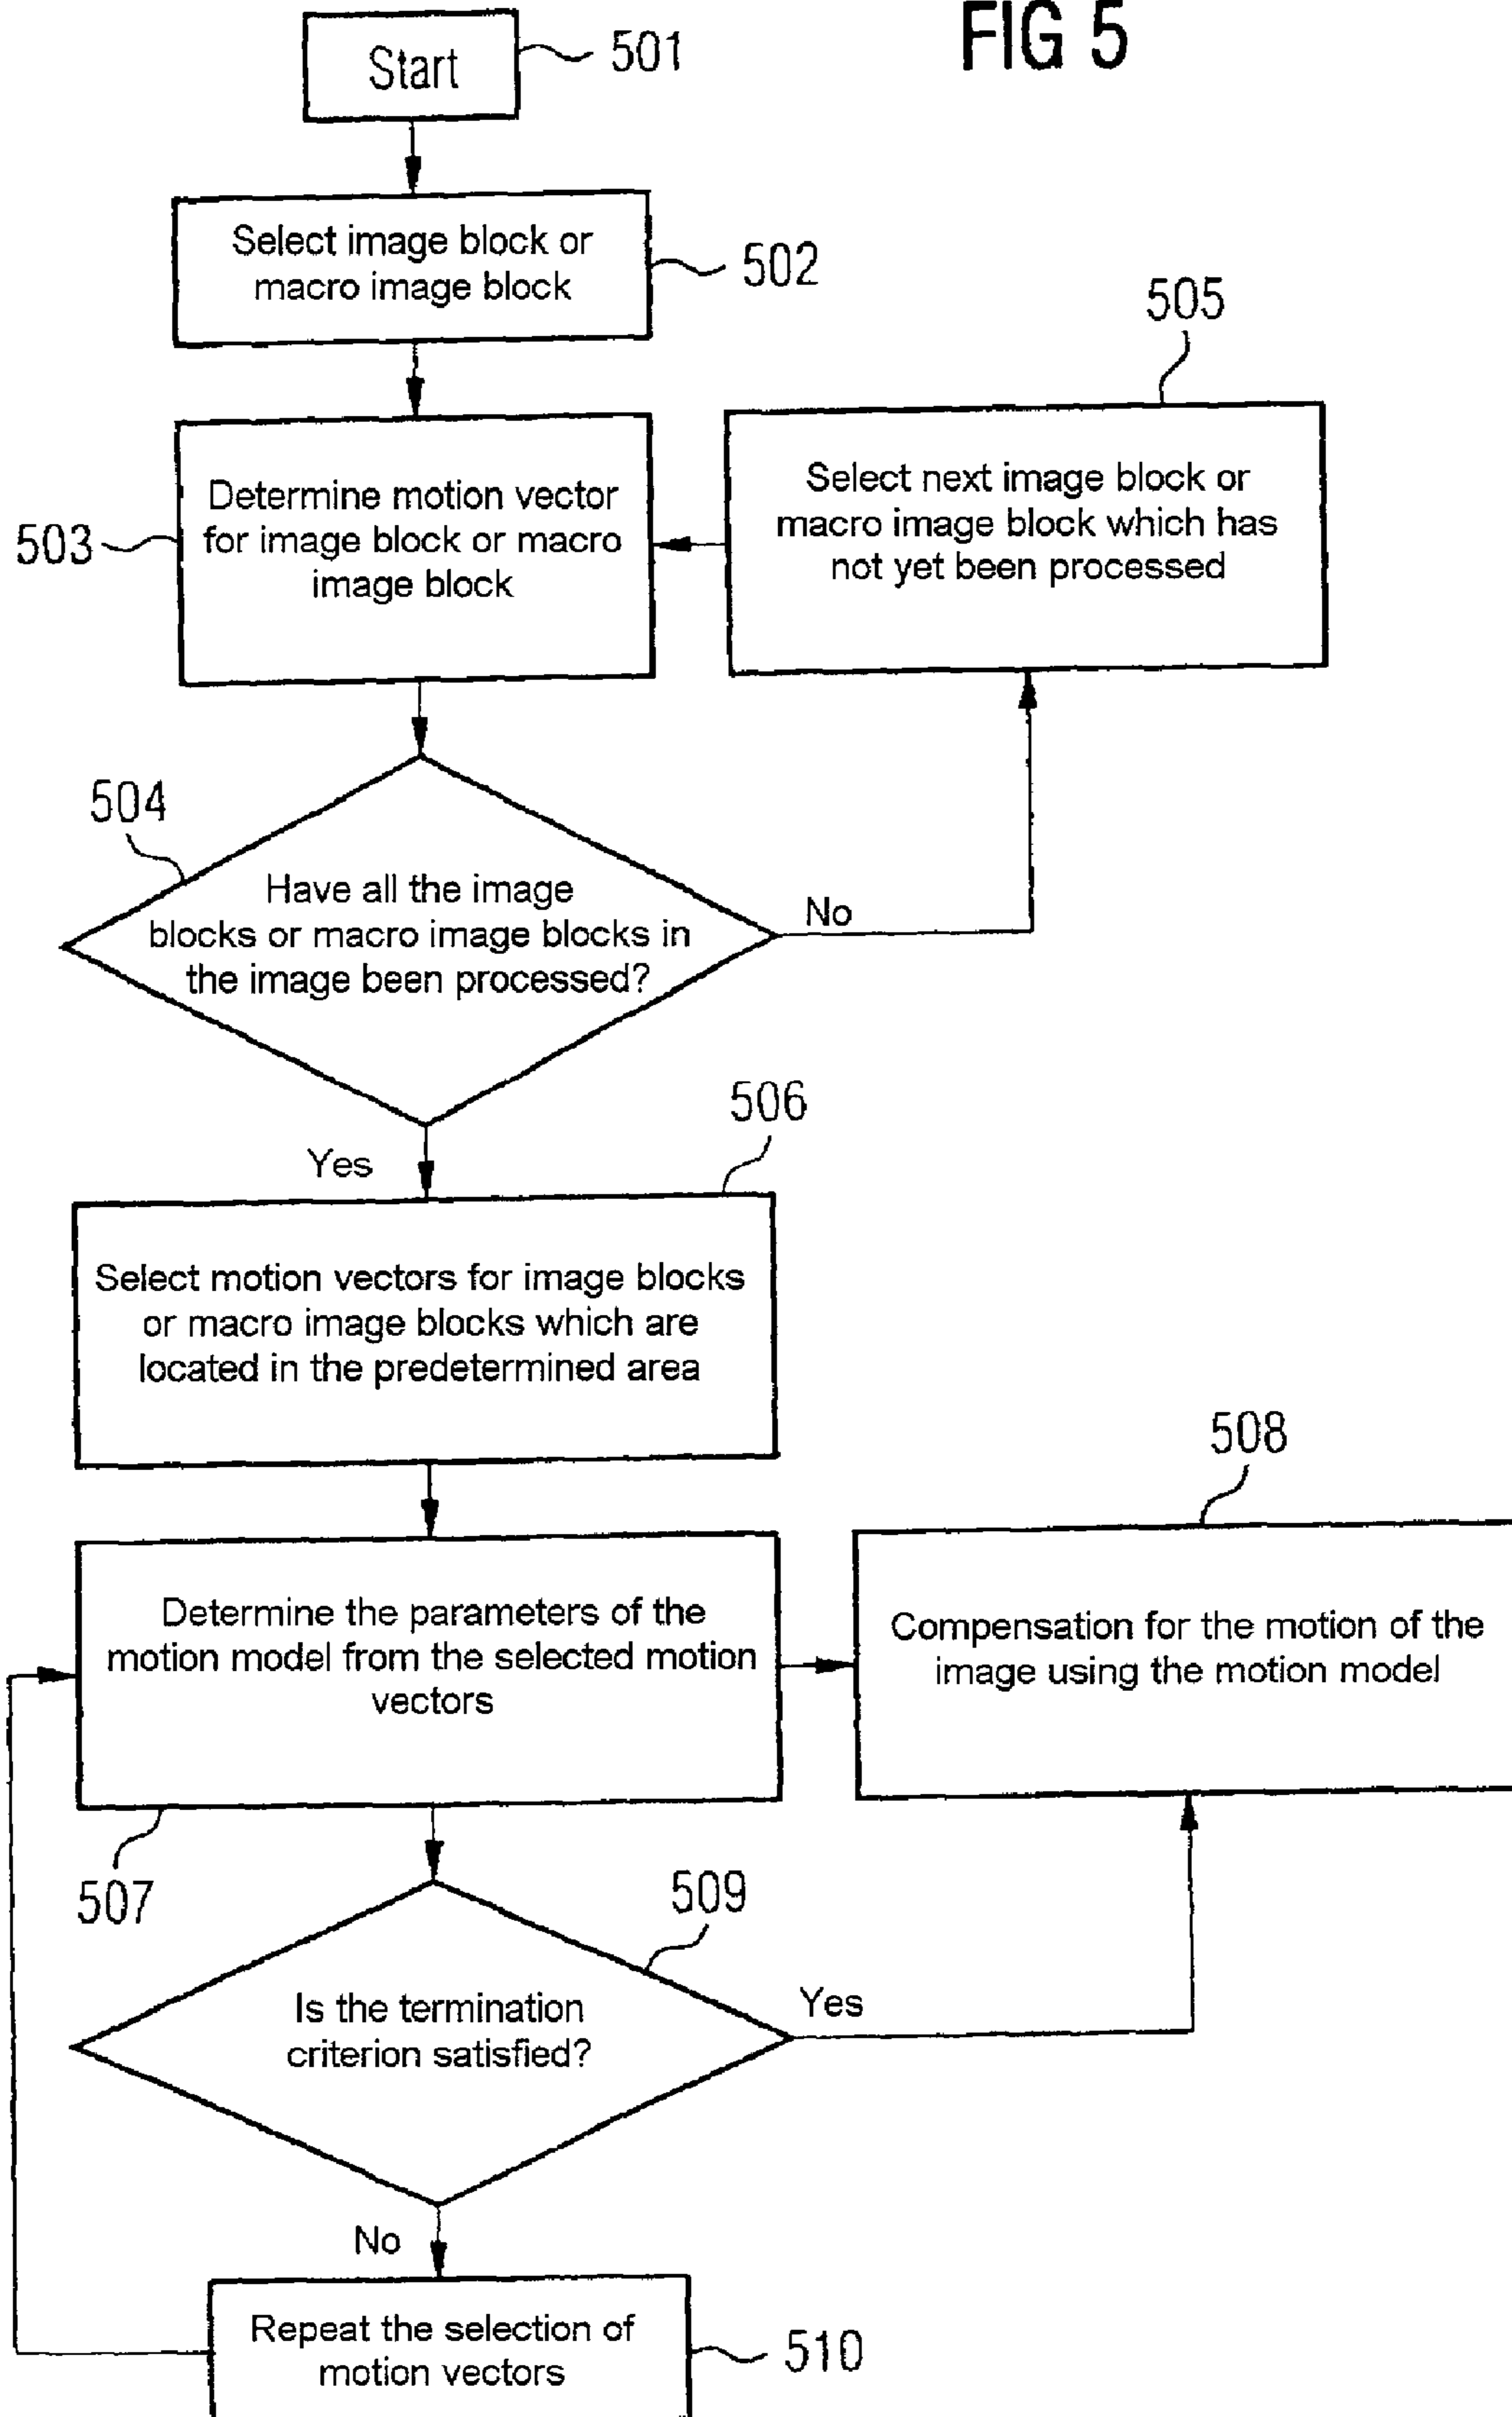 FIG 5
Start
501
Select image block or
macro image block
502
505
503
Determine motion vector
for image block or macro
image block
Select next image block or
macro image block which has
not yet been processed
504
Have all the image
blocks or macro image blocks in
the image been processed?
No
Yes
506
Select motion vectors for image blocks
or macro image blocks which are
located in the predetermined area
508
Determine the parameters of the
motion model from the selected motion
vectors
Compensation for the motion of the
image using the motion model
507
509
Is the termination
criterion satisfied?
Yes
No
Repeat the selection of
motion vectors
510